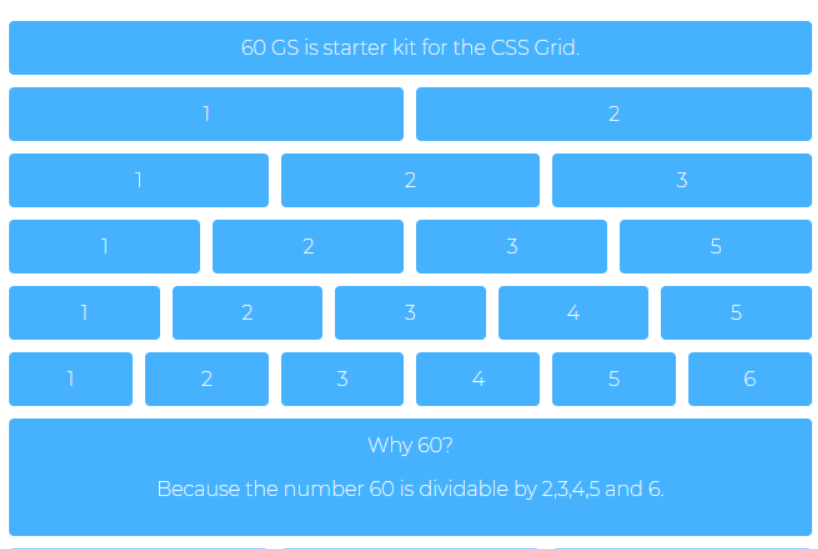 60 GS is starter kit for the CSS Grid.
1 2
1 2 3
1 2 3 5
1 2 3 4 5
1 2 3 4 5 6
Why 60?
Because the number 60 is dividable by 2,3,4,5 and 6.